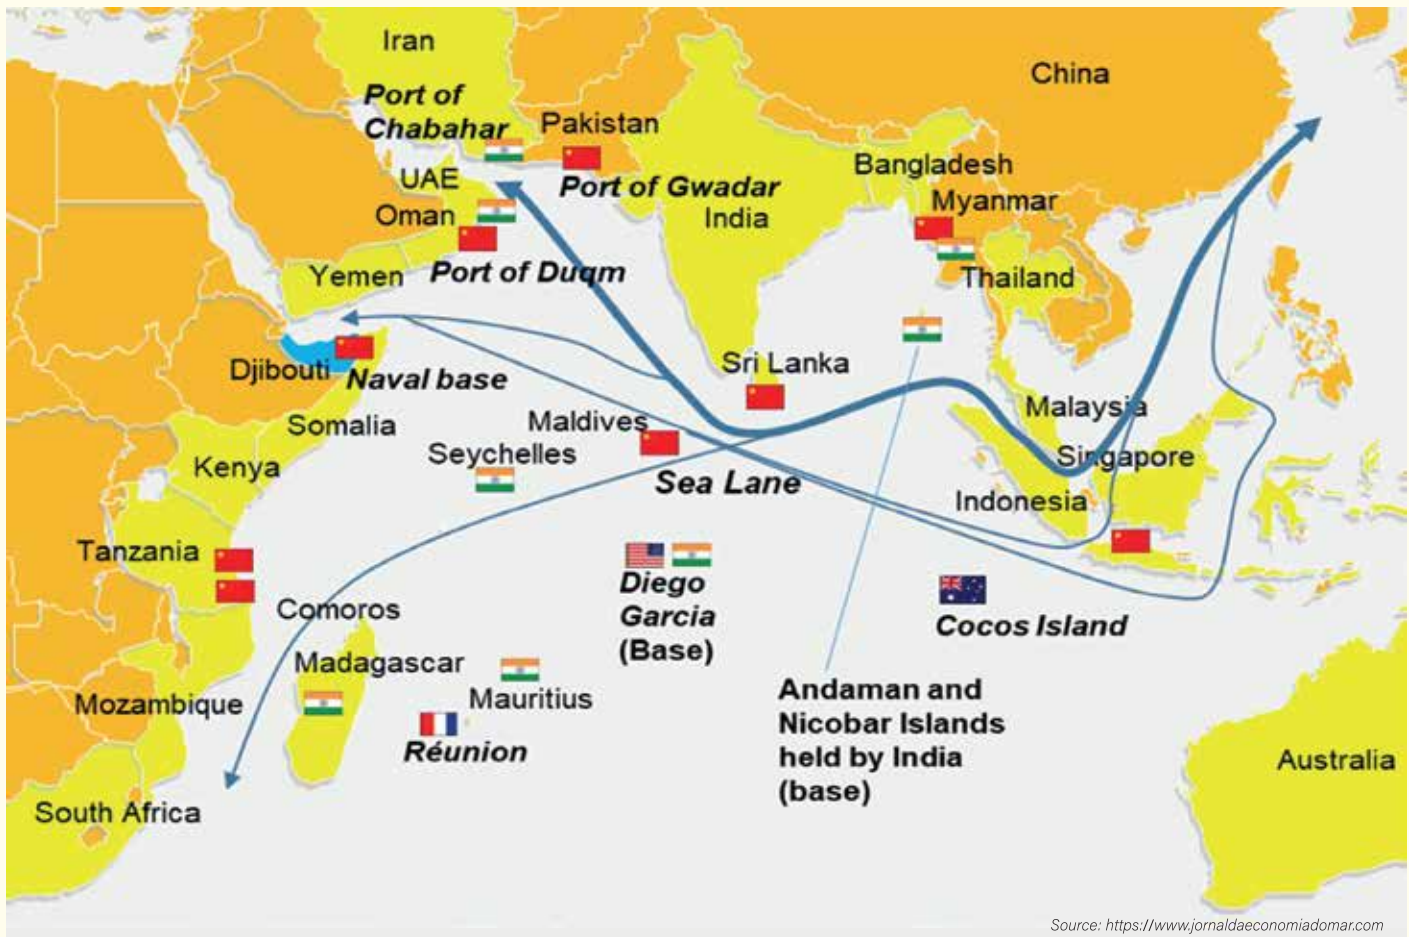 Iran
China
Port of
Chabahar
Pakistan
Bangladesh
UAE
Port of Gwadar
Myanmar
Oman
India
Port of Duqm
Yemen
Thailand
Sri Lanka
Djibouti
Naval base
Malaysia
Maldives
Somalia
Seychelles
Singapore
Kenya
Sea Lane
Indonesia
Tanzania
Diego
Garcia
(Base)
Comoros
Cocos Island
Madagascar
Andaman and
Nicobar Islands
held by India
(base)
Mauritius
Mozambique
Réunion
Australia
South Africa
Source: https://www.jornaldaeconomiadomar.com